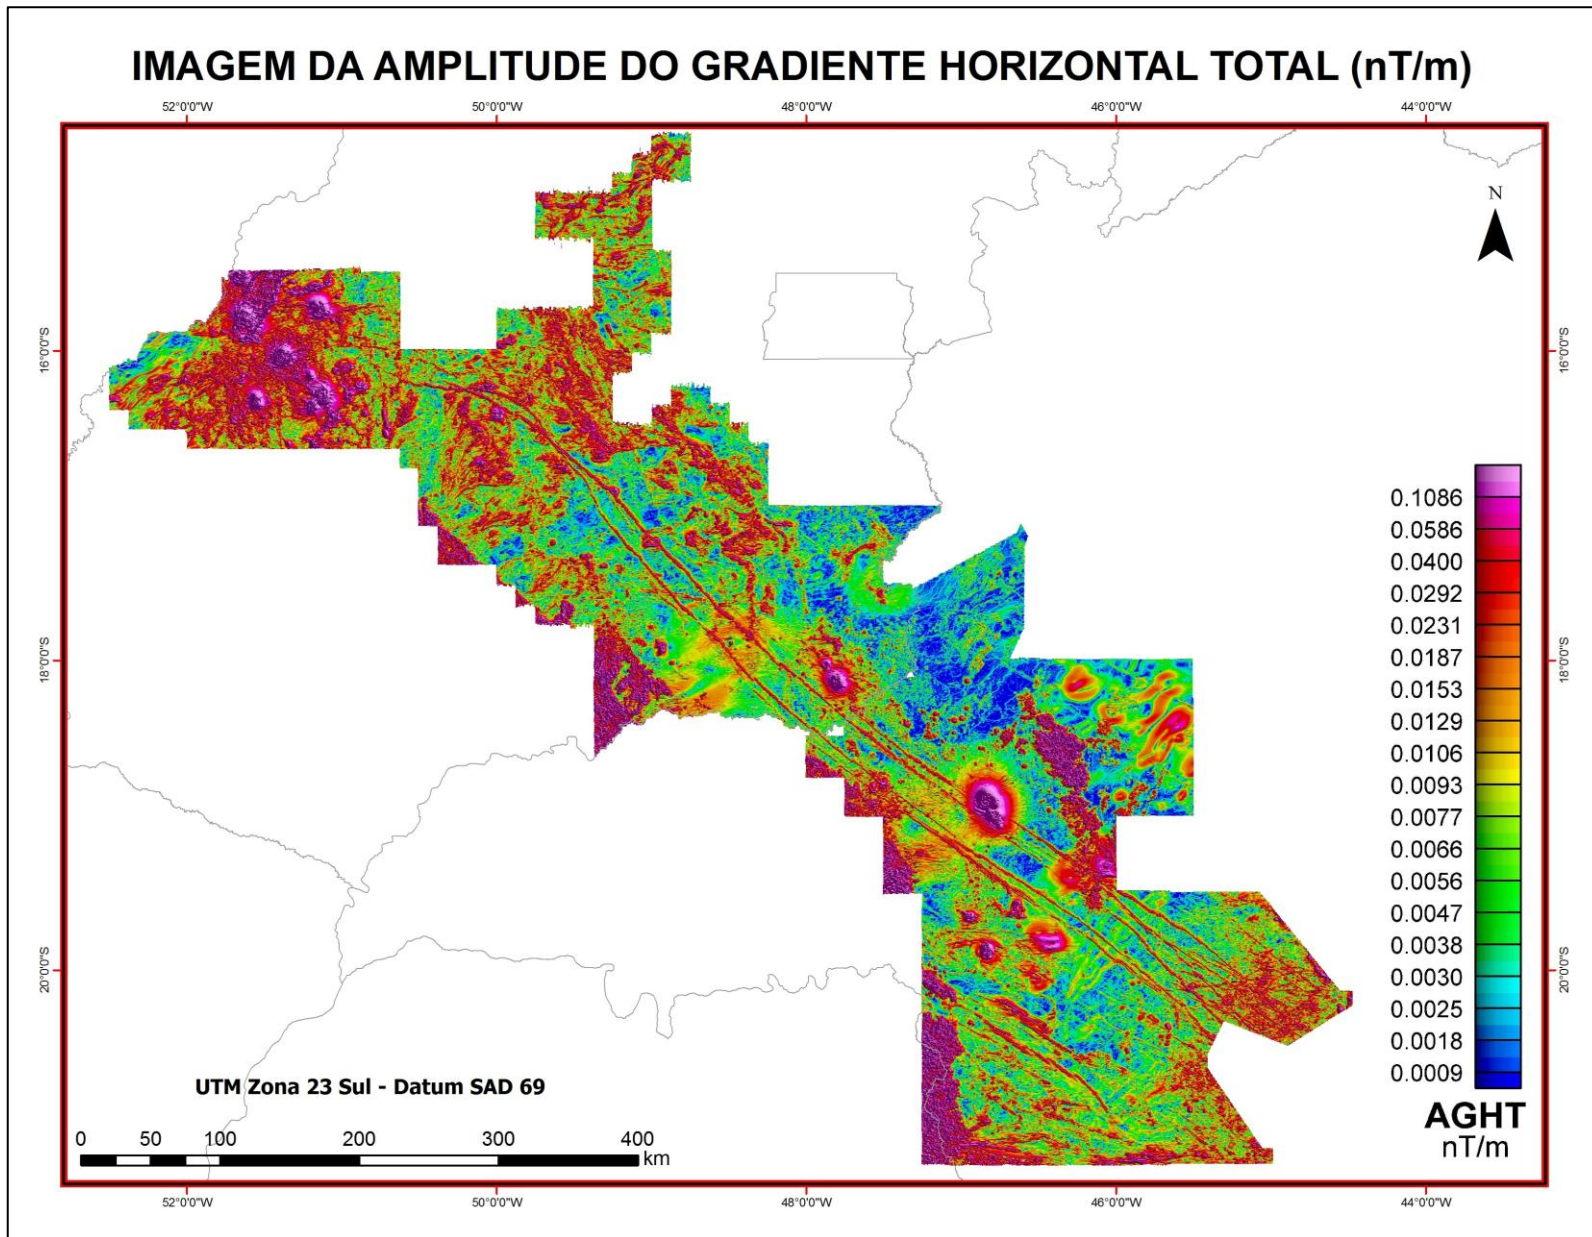 IMAGEM DA AMPLITUDE DO GRADIENTE HORIZONTAL TOTAL (nT/m)
52°0'0"W 50°0'0"W 48°0'0"W 46°0'0"W 44°0'0"W
N
16°0'0"S 16°0'0"S
18°0'0"S 18°0'0"S
20°0'0"S 20°0'0"S
0.1086
0.0586
0.0400
0.0292
0.0231
0.0187
0.0153
0.0129
0.0106
0.0093
0.0077
0.0066
0.0056
0.0047
0.0038
0.0030
0.0025
0.0018
0.0009
AGHT
nT/m
UTM Zona 23 Sul - Datum SAD 69
0 50 100 200 300 400
km
52°0'0"W 50°0'0"W 48°0'0"W 46°0'0"W 44°0'0"W